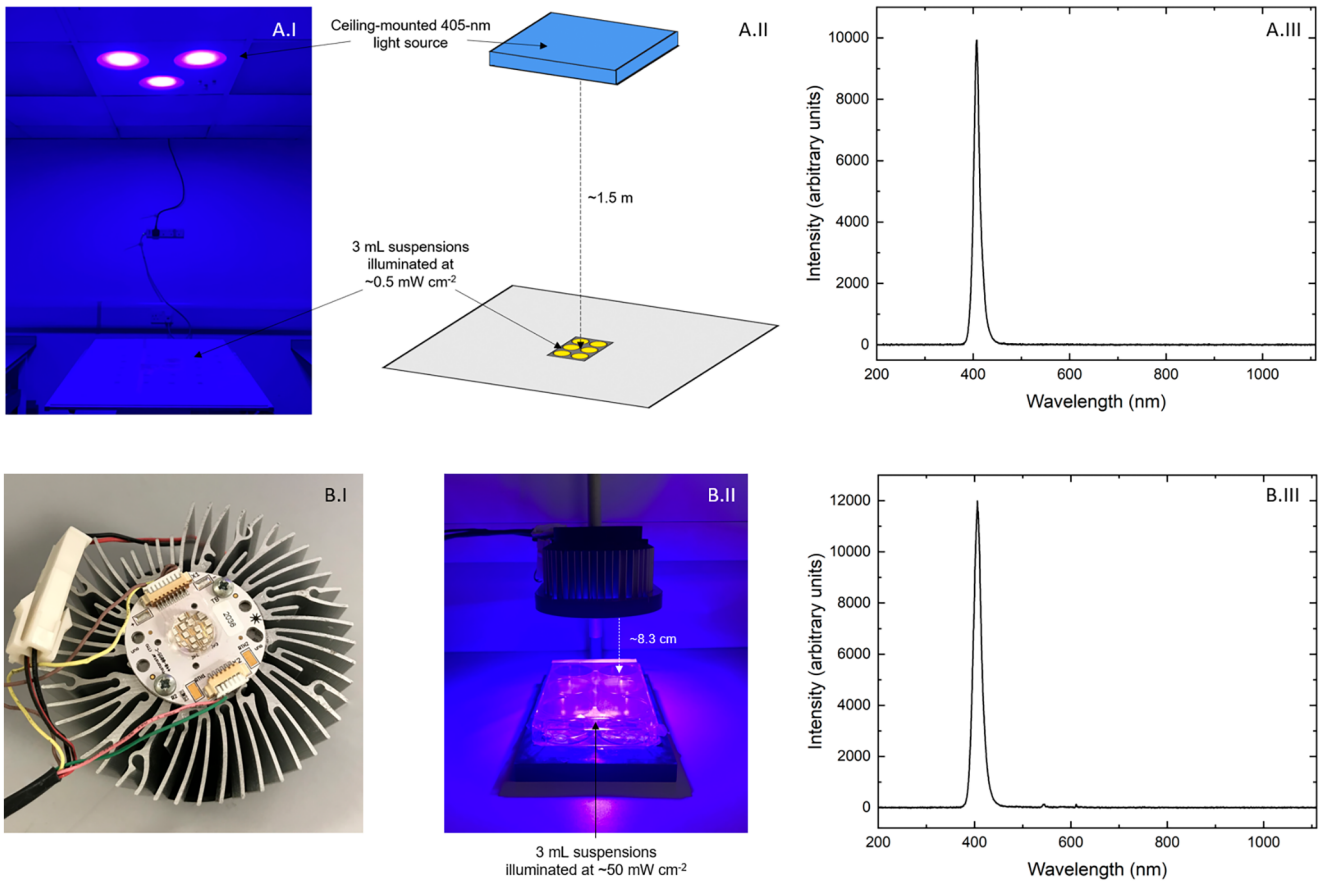 A.I
Ceiling-mounted 405-nm
light source
A.II
~1.5 m
3 mL suspensions
illuminated at
~0.5 mW cm-2
A.III
Intensity (arbitrary units)
10000
8000
6000
4000
2000
0
200 400 600 800 1000
Wavelength (nm)
B.I
2036
B.II
~8.3 cm
3 mL suspensions
illuminated at ~50 mW cm-2
B.III
Intensity (arbitrary units)
12000
10000
8000
6000
4000
2000
0
200 400 600 800 1000
Wavelength (nm)